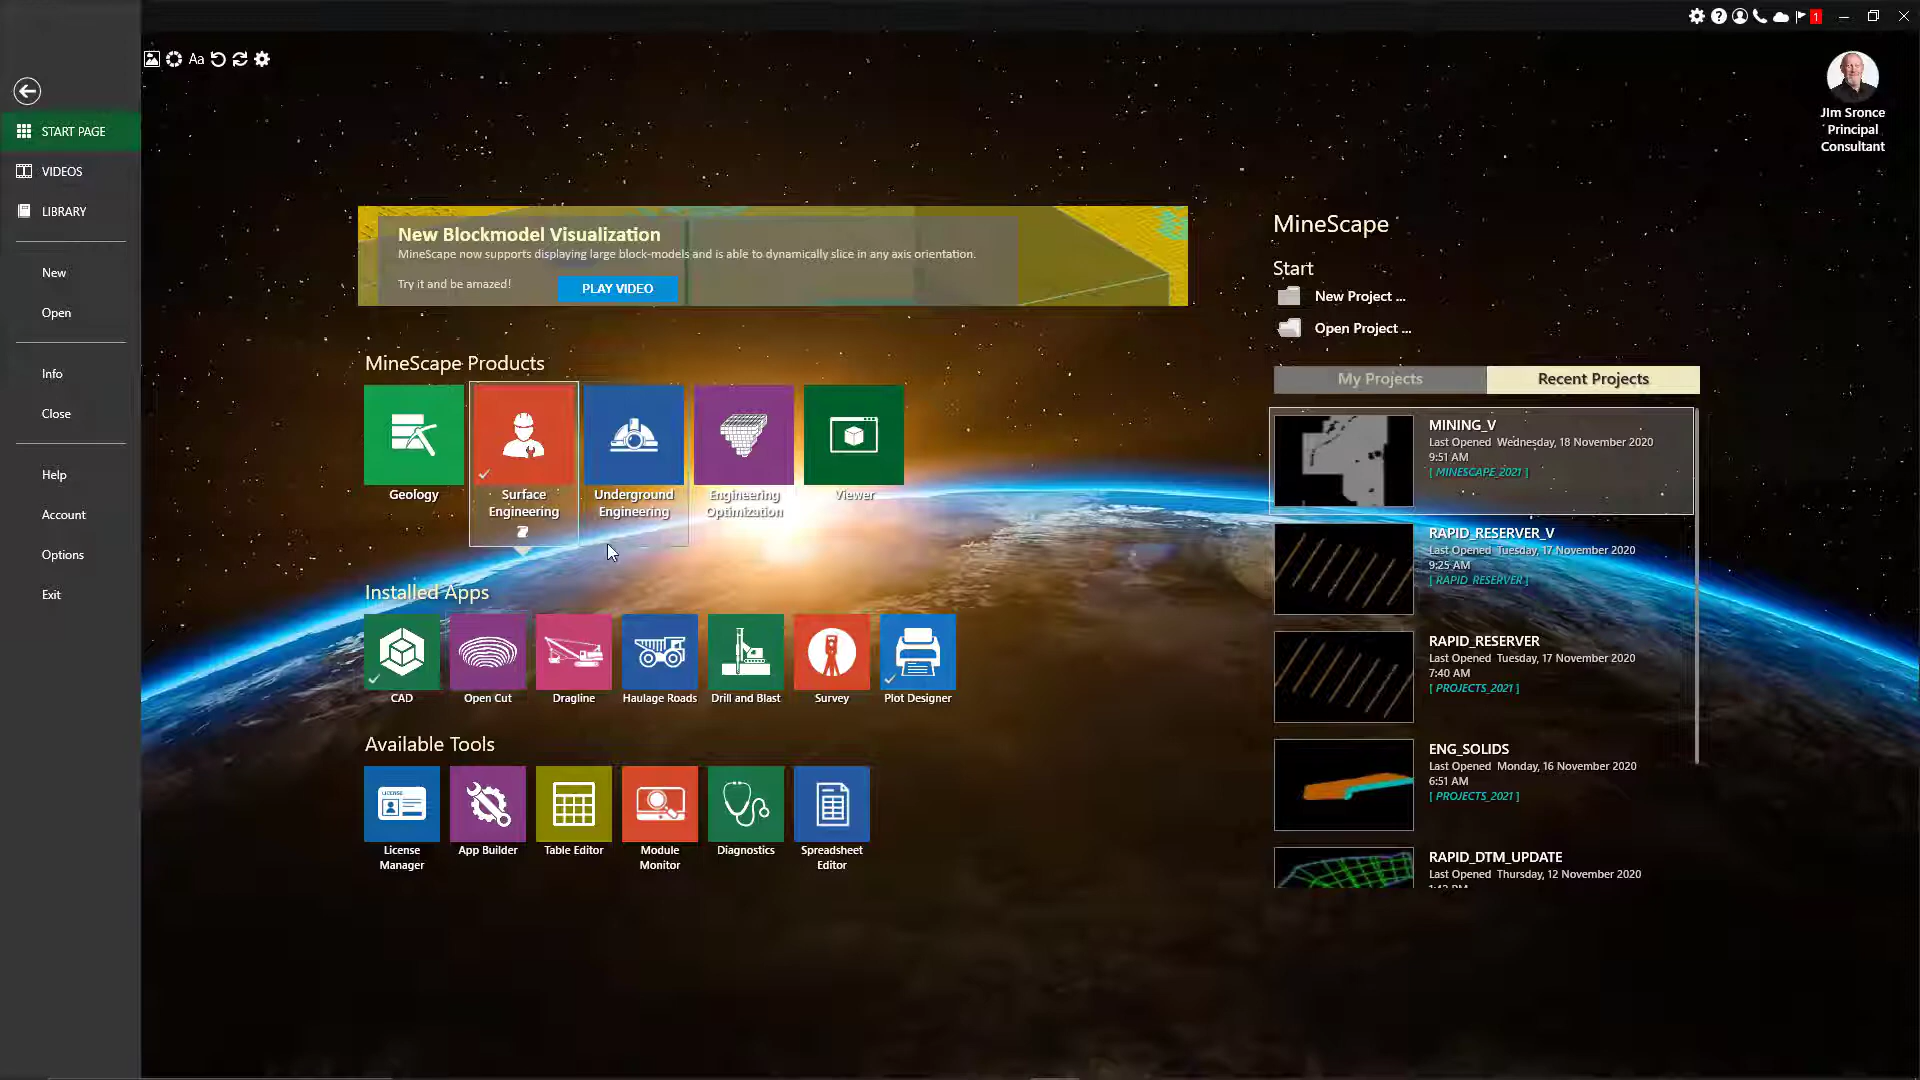 1
Aa
Jim Sronce
Principal
Consultant
START PAGE
VIDEOS
LIBRARY
New
Open
Info
Close
Help
Account
Options
Exit
New Blockmodel Visualization
MineScape now supports displaying large block-models and is able to dynamically slice in any axis orientation.
Try it and be amazed!
PLAY VIDEO
MineScape Products
Geology
Surface
Engineering
Underground
Engineering
Engineering
Optimization
Viewer
Installed Apps
CAD
Open Cut
Dragline
Haulage Roads
Drill and Blast
Survey
Plot Designer
Available Tools
LICENSE
License
Manager
App Builder
Table Editor
Module
Monitor
Diagnostics
Spreadsheet
Editor
MineScape
Start
New Project ...
Open Project ...
My Projects
Recent Projects
MINING_V
Last Opened Wednesday, 18 November 2020
9:51 AM
[ MINESCAPE_2021 ]
RAPID_RESERVER_V
Last Opened Tuesday, 17 November 2020
9:25 AM
[ RAPID_RESERVER ]
RAPID_RESERVER
Last Opened Tuesday, 17 November 2020
7:40 AM
[ PROJECTS_2021 ]
ENG_SOLIDS
Last Opened Monday, 16 November 2020
6:51 AM
[ PROJECTS_2021 ]
RAPID_DTM_UPDATE
Last Opened Thursday, 12 November 2020